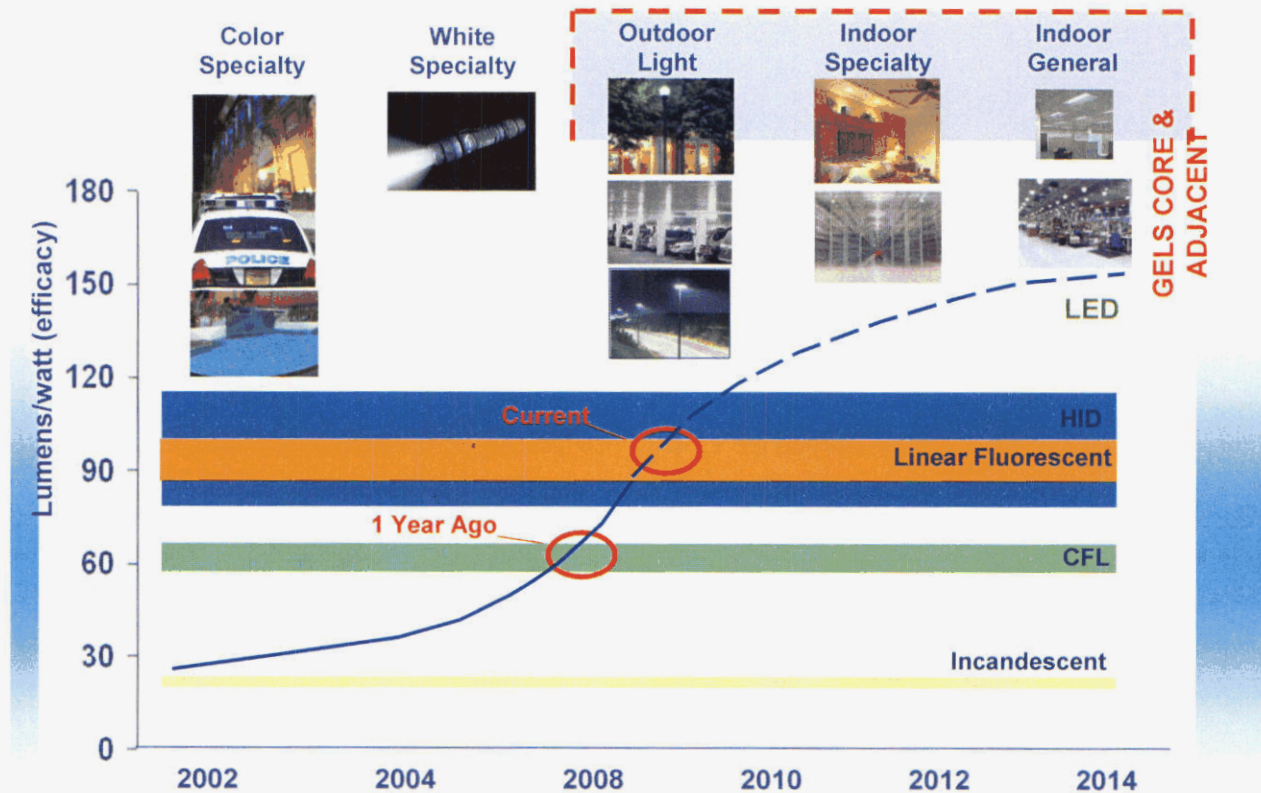 Color
Specialty
White
Specialty
Outdoor
Light
Indoor
Specialty
Indoor
General
GELS CORE &
ADJACENT
POLICE
Lumens/watt (efficacy)
180
150
120
90
60
30
0
LED
HID
Current
Linear Fluorescent
1 Year Ago
CFL
Incandescent
2002
2004
2008
2010
2012
2014